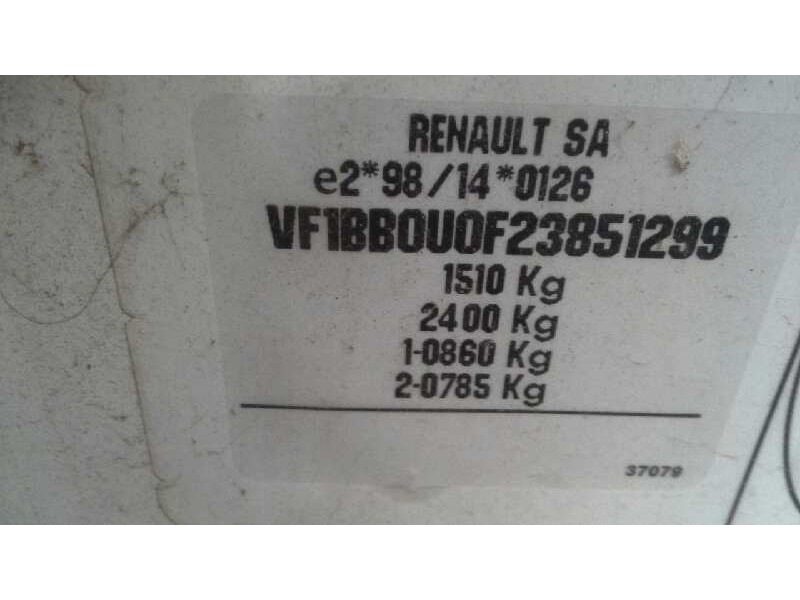 RENAULT SA
e2*98/14*0126
VF1BB0U0F23851299
1510 Kg
2400 Kg
1-0860 Kg
2-0785 Kg
37079